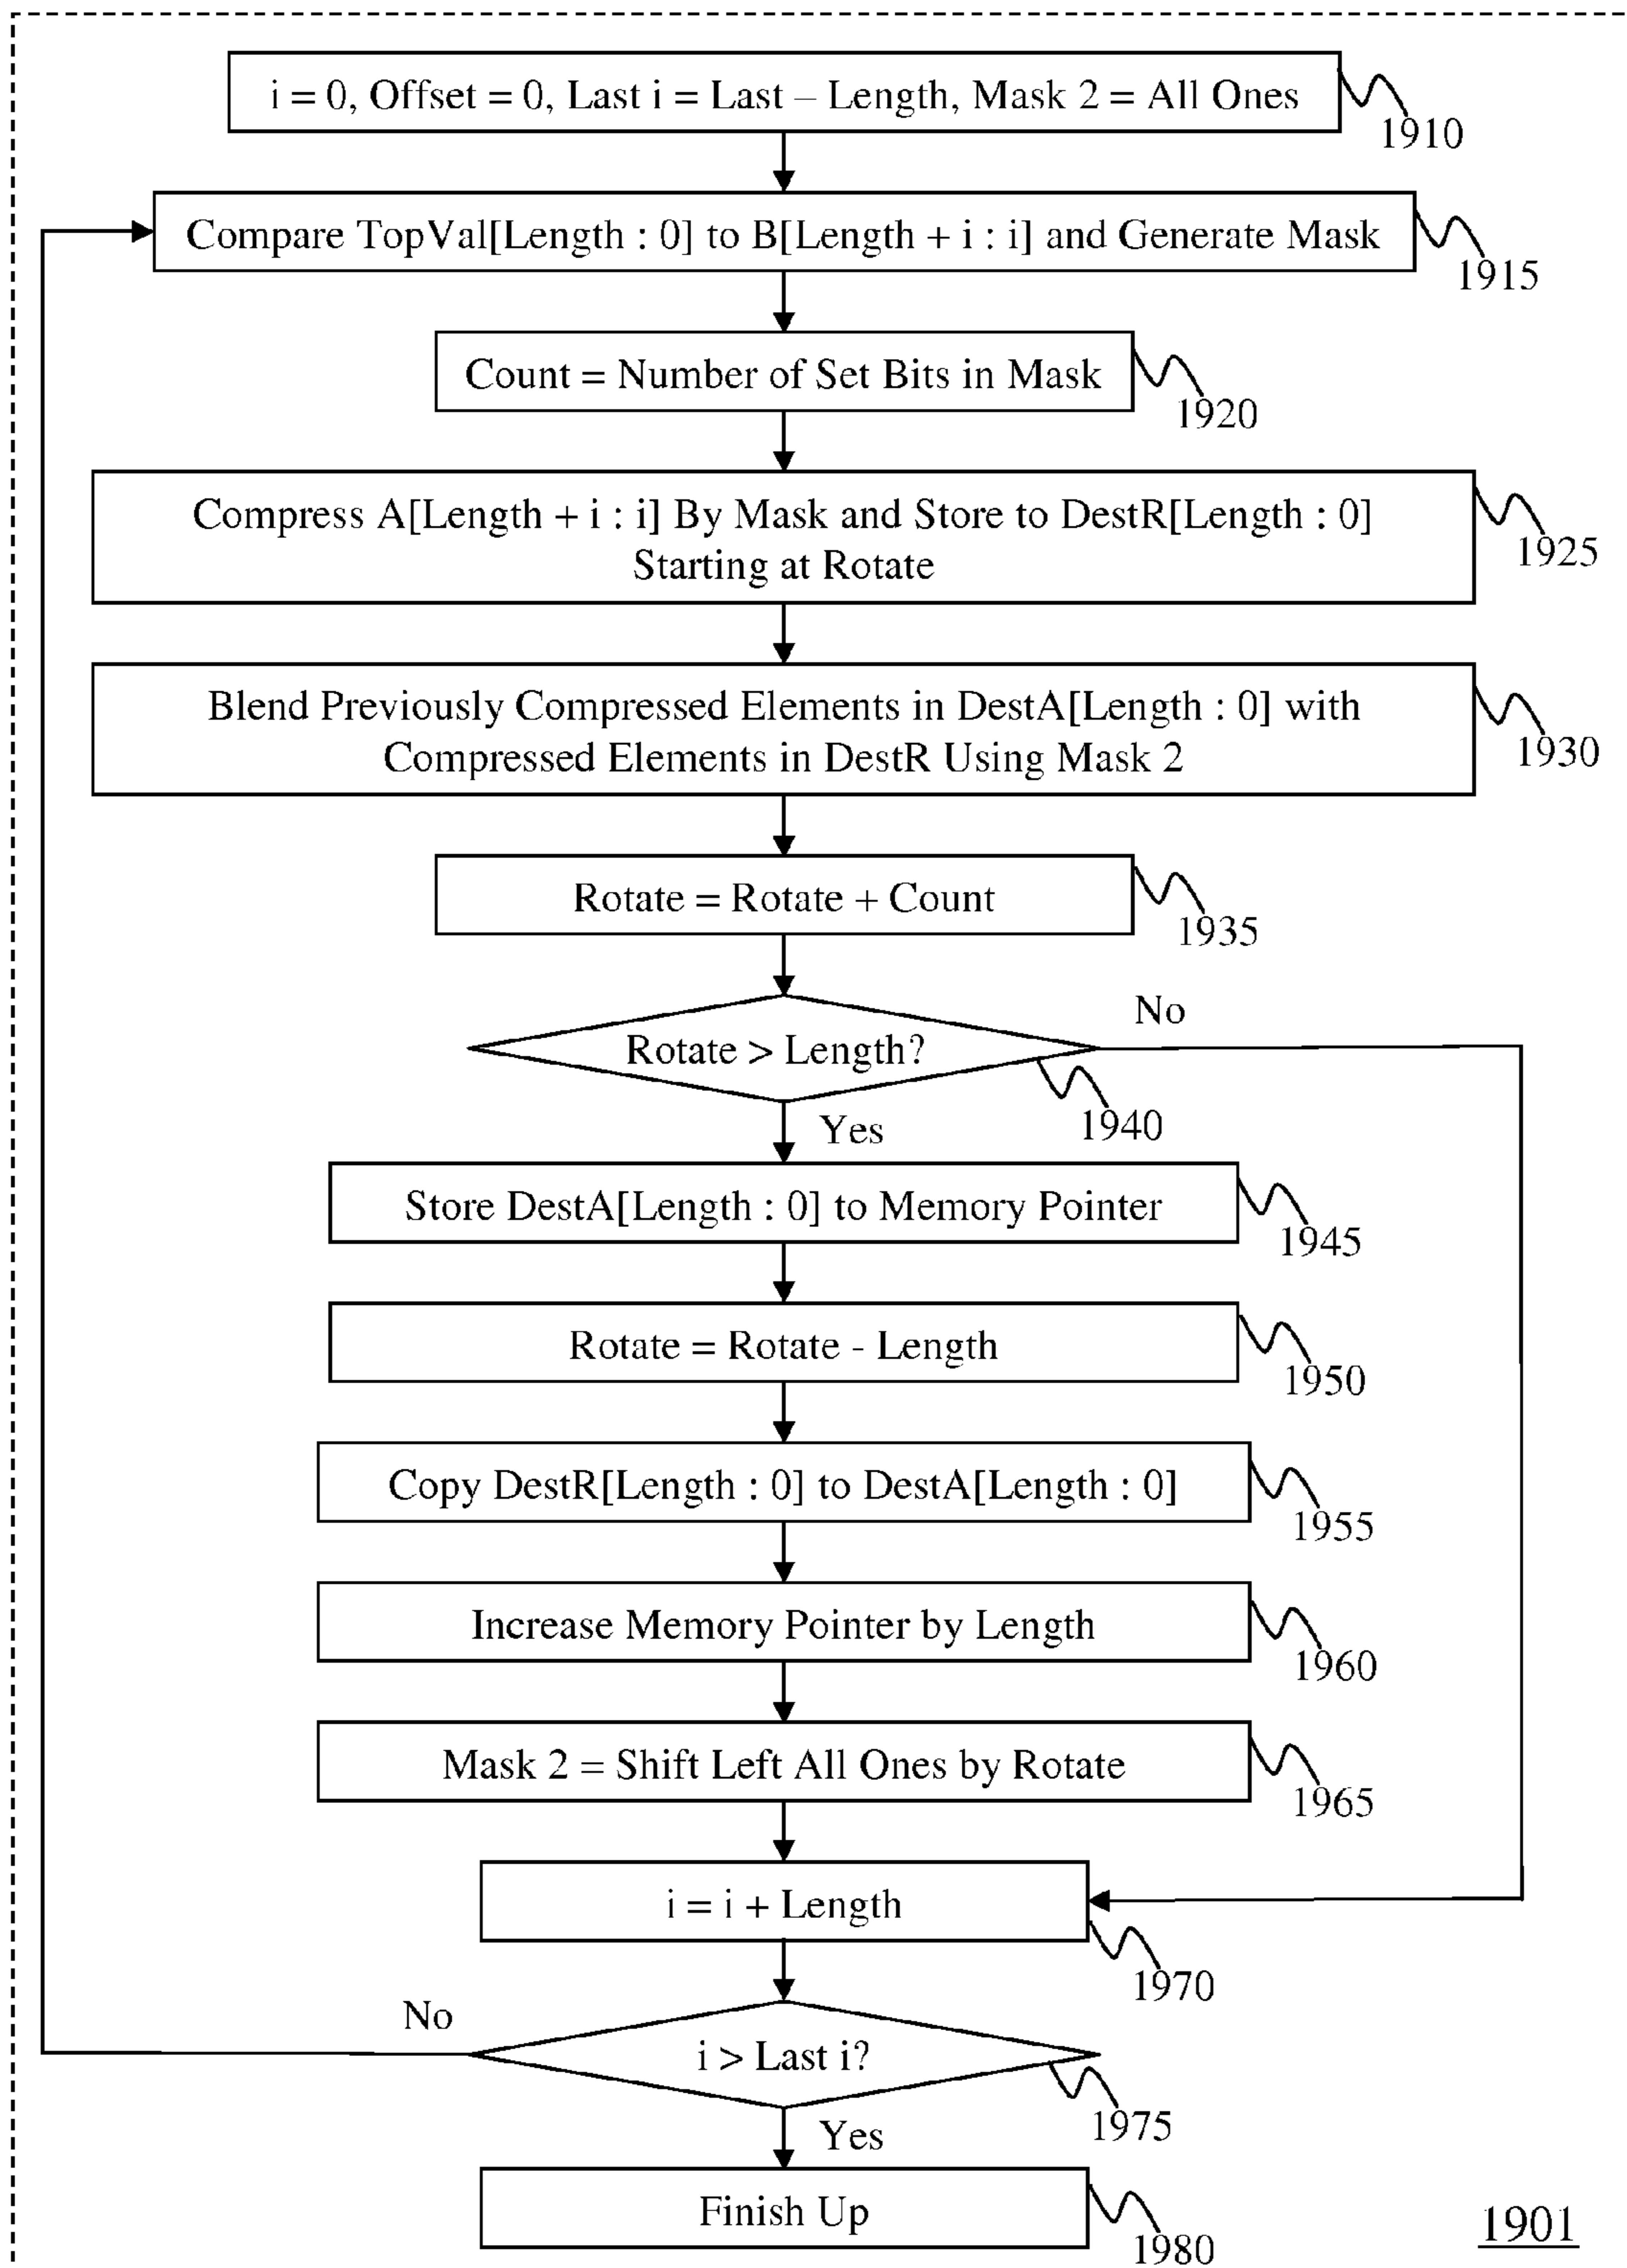 i = 0, Offset = 0, Last i = Last – Length, Mask 2 = All Ones
1910
Compare TopVal[Length : 0] to B[Length + i : i] and Generate Mask
1915
Count = Number of Set Bits in Mask
1920
Compress A[Length + i : i] By Mask and Store to DestR[Length : 0]
Starting at Rotate
1925
Blend Previously Compressed Elements in DestA[Length : 0] with
Compressed Elements in DestR Using Mask 2
1930
Rotate = Rotate + Count
1935
No
Rotate > Length?
1940
Yes
Store DestA[Length : 0] to Memory Pointer
1945
Rotate = Rotate - Length
1950
Copy DestR[Length : 0] to DestA[Length : 0]
1955
Increase Memory Pointer by Length
1960
Mask 2 = Shift Left All Ones by Rotate
1965
i = i + Length
1970
No
i > Last i?
1975
Yes
Finish Up
1980
1901